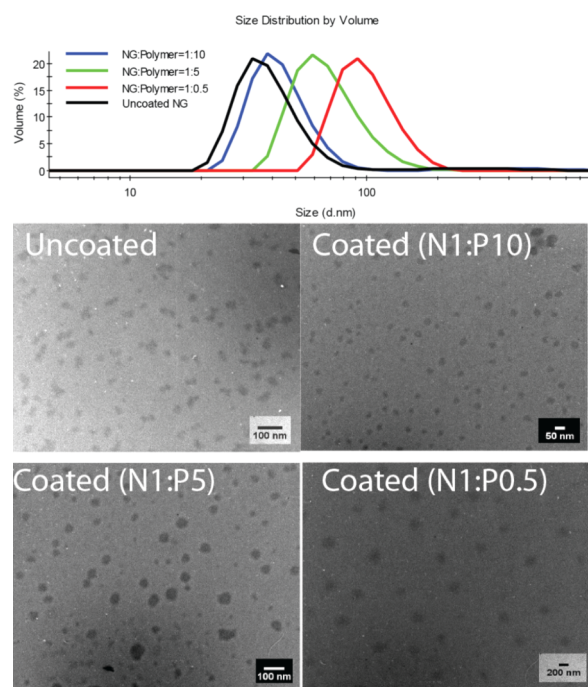 Size Distribution by Volume
NG:Polymer=1:10
NG:Polymer=1:5
NG:Polymer=1:0.5
Uncoated NG
Volume (%)
20
15
10
5
0
10
100
Size (d.nm)
Uncoated
100 nm
Coated (N1:P10)
50 nm
Coated (N1:P5)
100 nm
Coated (N1:P0.5)
200 nm